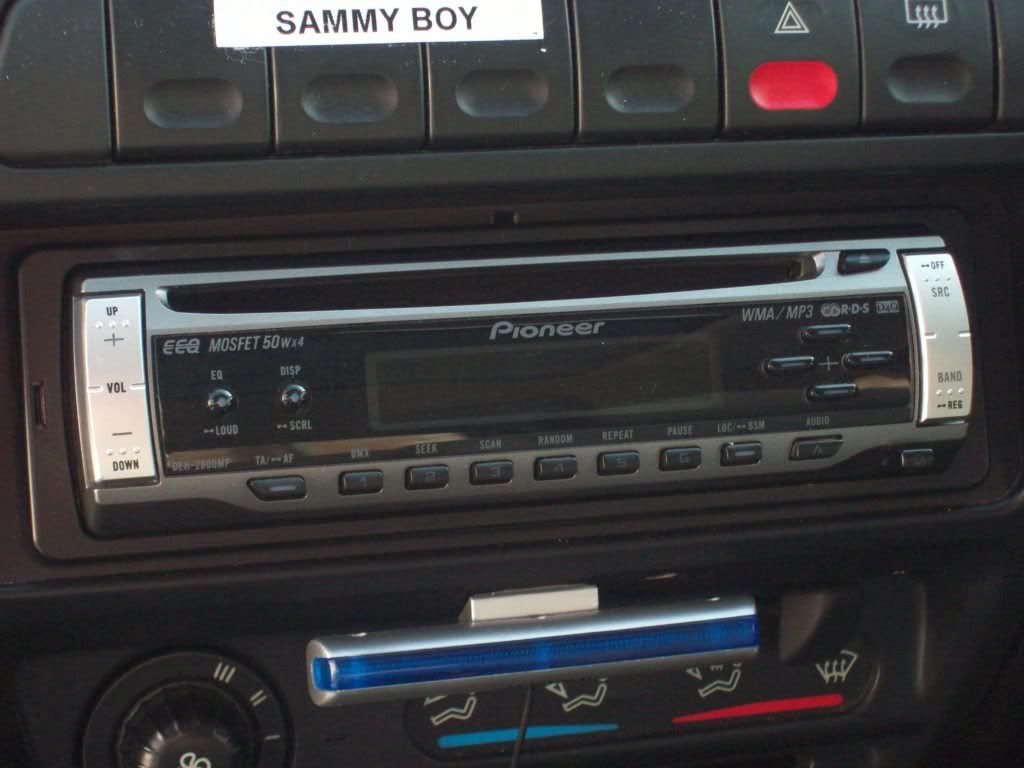 SAMMY BOY
OFF
SRC
UP
VOL
DOWN
Pioneer
WMA/MP3 R·D·S
EEQ MOSFET 50Wx4
EQ DISP
LOUD SCRL
BAND
REG
DEH-2800MP
TA/AF BMX SEEK SCAN RANDOM REPEAT PAUSE LOC/BSM AUDIO
1 2 3 4 5 6 A